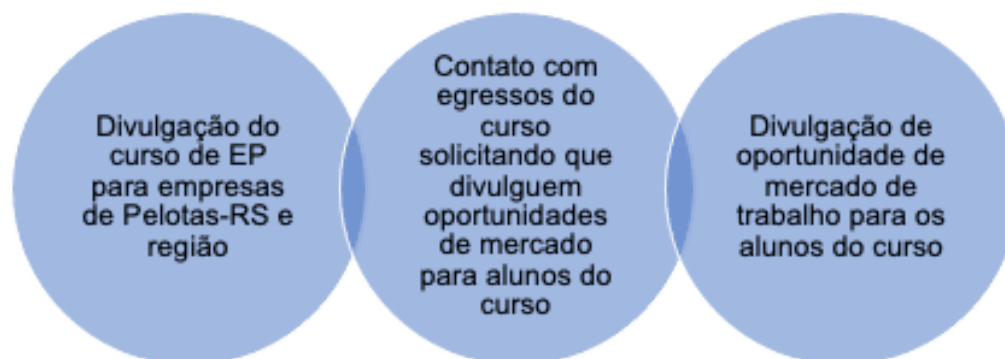 Divulgação do
curso de EP
para empresas
de Pelotas-RS e
região
Contato com
egressos do
curso
solicitando que
divulguem
oportunidades
de mercado
para alunos do
curso
Divulgação de
oportunidade de
mercado de
trabalho para os
alunos do curso